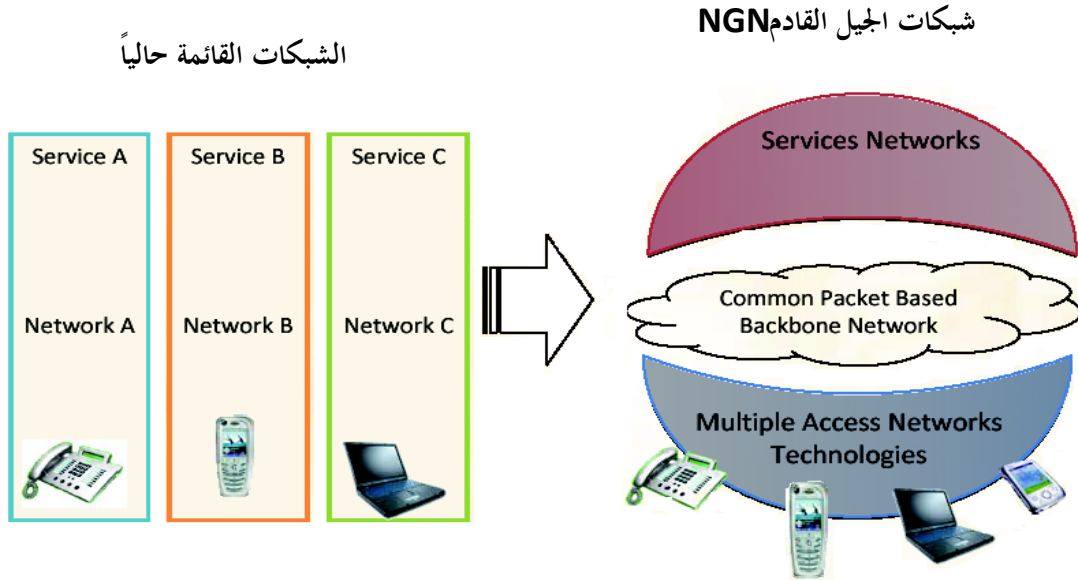 شبكات الجيل القادمNGN
الشبكات القائمة حالياً
Service A
Service B
Service C
Network A
Network B
Network C
Services Networks
Common Packet Based
Backbone Network
Multiple Access Networks
Technologies